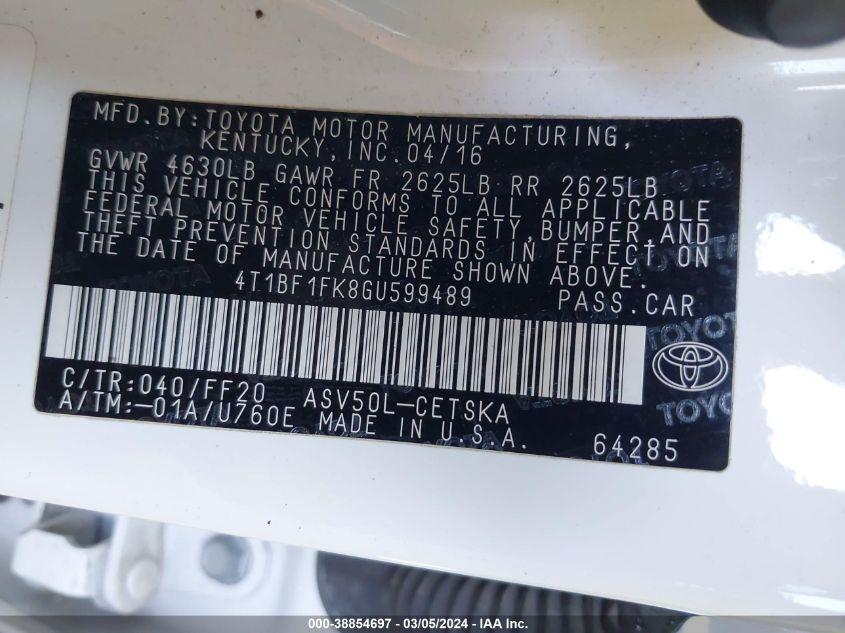 MFD. BY: TOYOTA MOTOR MANUFACTURING,
KENTUCKY, INC. 04/16
GVWR 4630LB GAWR FR 2625LB RR 2625LB
THIS VEHICLE CONFORMS TO ALL APPLICABLE
FEDERAL MOTOR VEHICLE SAFETY, BUMPER, AND
THEFT PREVENTION STANDARDS IN EFFECT ON
THE DATE OF MANUFACTURE SHOWN ABOVE.
4T1BF1FK8GU599489 PASS. CAR
C/TR: 040/FF20 ASV50L-CETSKA
A/TM: -01A/U760E MADE IN U.S.A.
64285
000-38854697 - 03/05/2024 - IAA Inc.